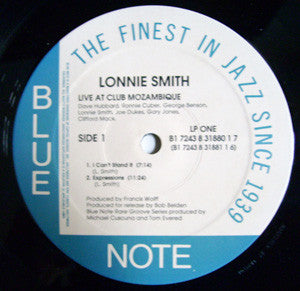 THE FINEST IN JAZZ SINCE 1939
BLUE
NOTE
LONNIE SMITH
LIVE AT CLUB MOZAMBIQUE
Dave Hubbard, Ronnie Cuber, George Benson,
Lonnie Smith, Joe Dukes, Gary Jones,
Clifford Mack.
SIDE 1
LP ONE
B1 7243 8 31880 1 7
(B1 7243 8 31881 1 6)
1. I Can't Stand It (7:14)
(L.Smith)
2. Expressions (11:24)
(L.Smith)
Produced by Francis Wolff
Produced for release by Bob Belden
Blue Note Rare Groove Series produced by
Michael Cuscuna and Tom Evered